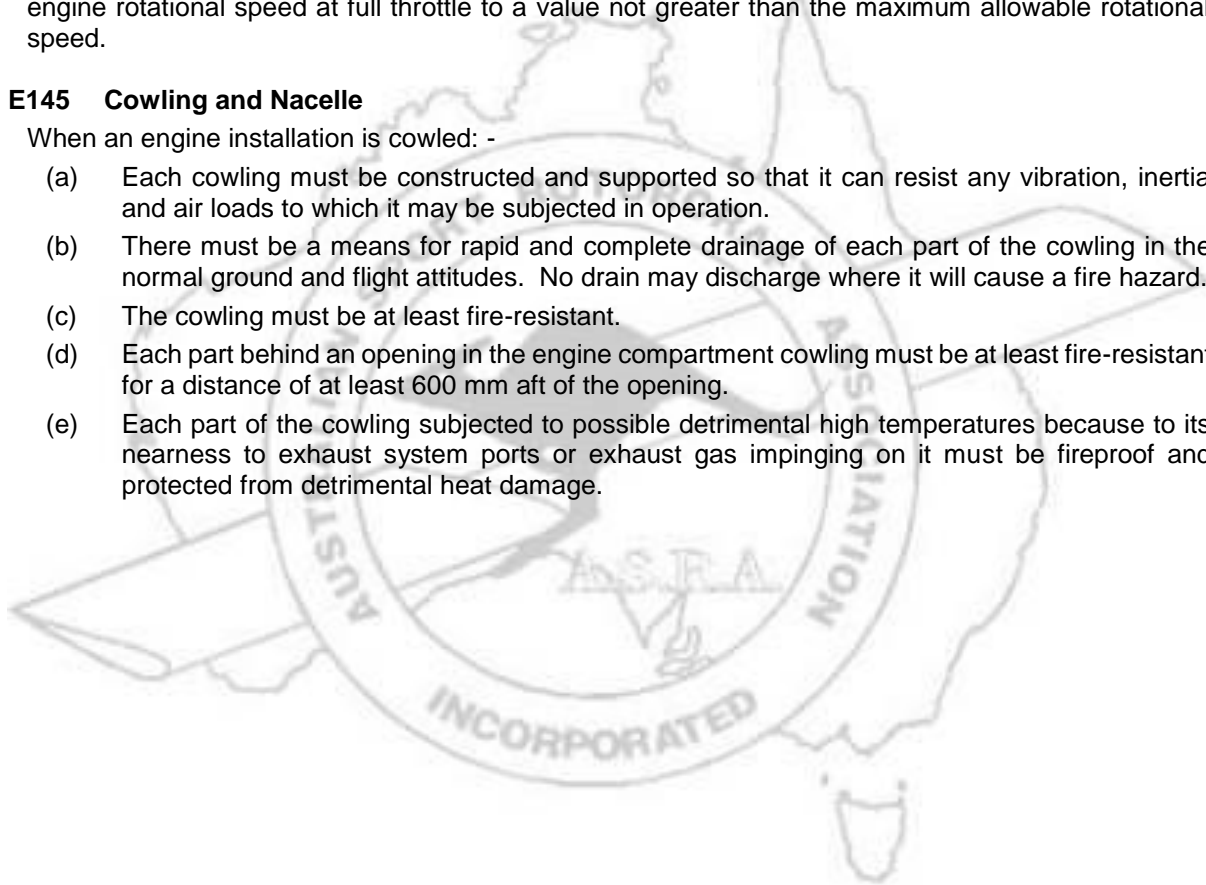 engine rotational speed at full throttle to a value not greater than the maximum allowable rotational
speed.
E145 Cowling and Nacelle
When an engine installation is cowled: -
(a) Each cowling must be constructed and supported so that it can resist any vibration, inertia
and air loads to which it may be subjected in operation.
(b) There must be a means for rapid and complete drainage of each part of the cowling in the
normal ground and flight attitudes. No drain may discharge where it will cause a fire hazard.
(c) The cowling must be at least fire-resistant.
(d) Each part behind an opening in the engine compartment cowling must be at least fire-resistant
for a distance of at least 600 mm aft of the opening.
(e) Each part of the cowling subjected to possible detrimental high temperatures because to its
nearness to exhaust system ports or exhaust gas impinging on it must be fireproof and
protected from detrimental heat damage.
AUSTRALIAN SPORT ROTORCRAFT ASSOCIATION
A.S.R.A.
INCORPORATED